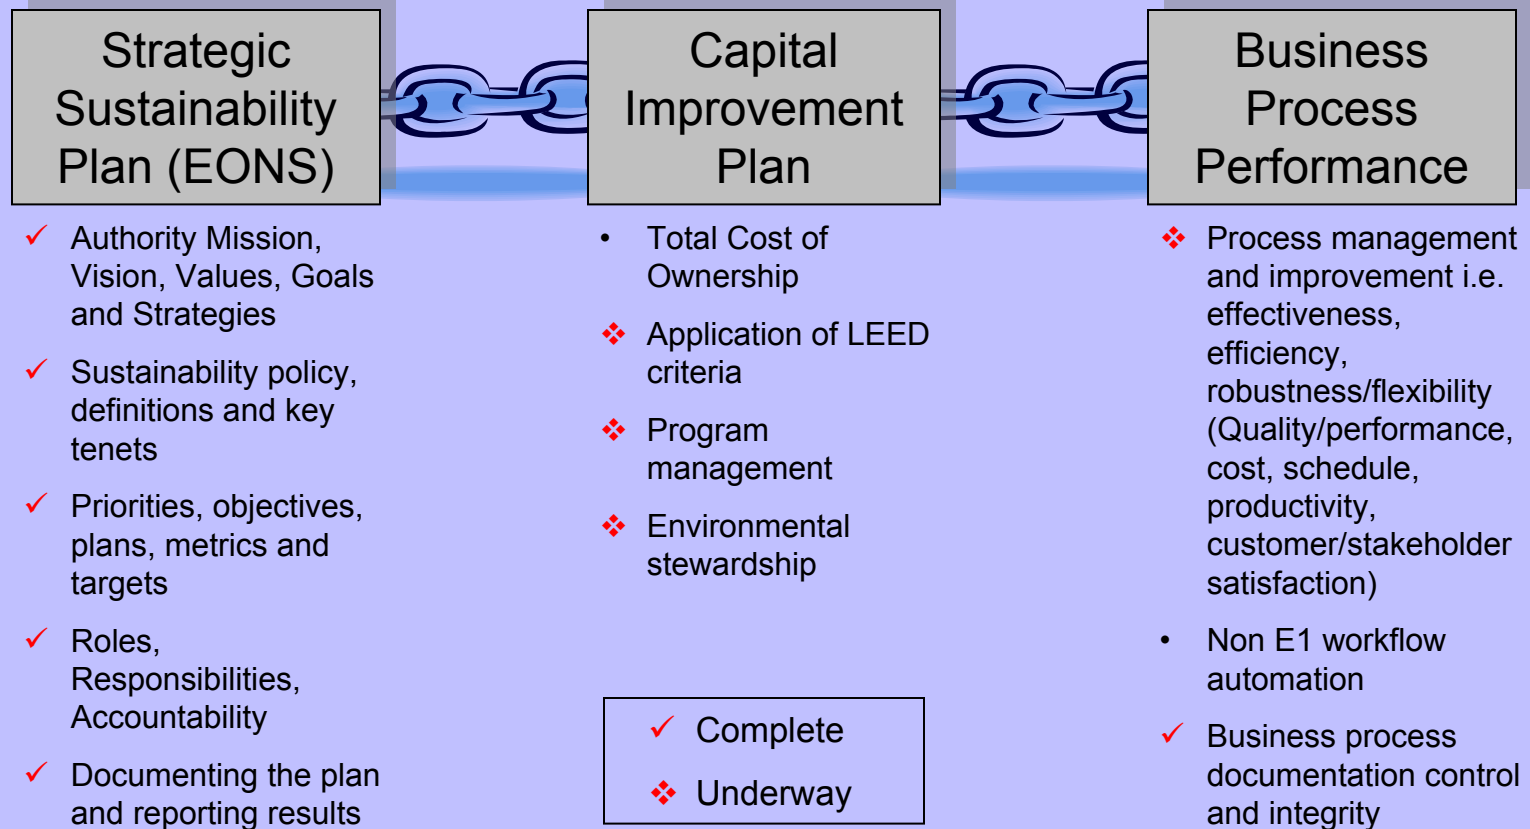 Strategic
Sustainability
Plan (EONS)
✓ Authority Mission,
Vision, Values, Goals
and Strategies
✓ Sustainability policy,
definitions and key
tenets
✓ Priorities, objectives,
plans, metrics and
targets
✓ Roles,
Responsibilities,
Accountability
✓ Documenting the plan
and reporting results
Capital
Improvement
Plan
• Total Cost of
Ownership
❖ Application of LEED
criteria
❖ Program
management
❖ Environmental
stewardship
✓ Complete
❖ Underway
Business
Process
Performance
❖ Process management
and improvement i.e.
effectiveness,
efficiency,
robustness/flexibility
(Quality/performance,
cost, schedule,
productivity,
customer/stakeholder
satisfaction)
• Non E1 workflow
automation
✓ Business process
documentation control
and integrity